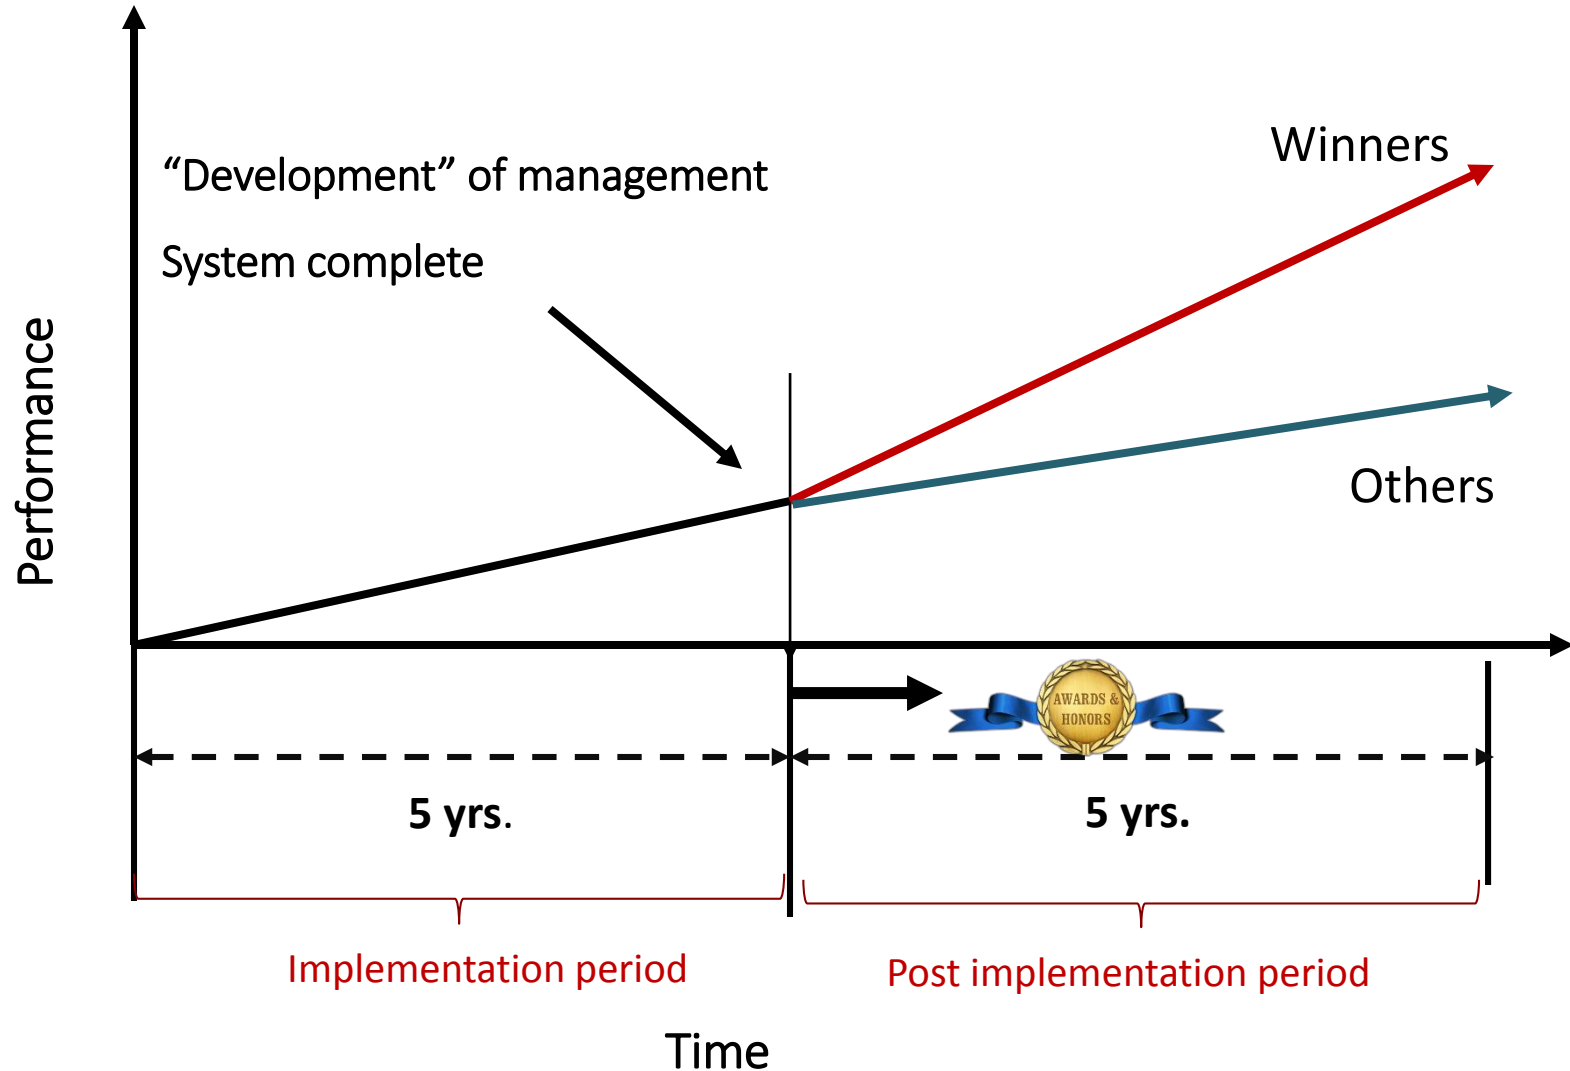 “Development” of management
System complete
Winners
Others
Performance
AWARDS &
HONORS
5 yrs.
5 yrs.
Implementation period
Post implementation period
Time